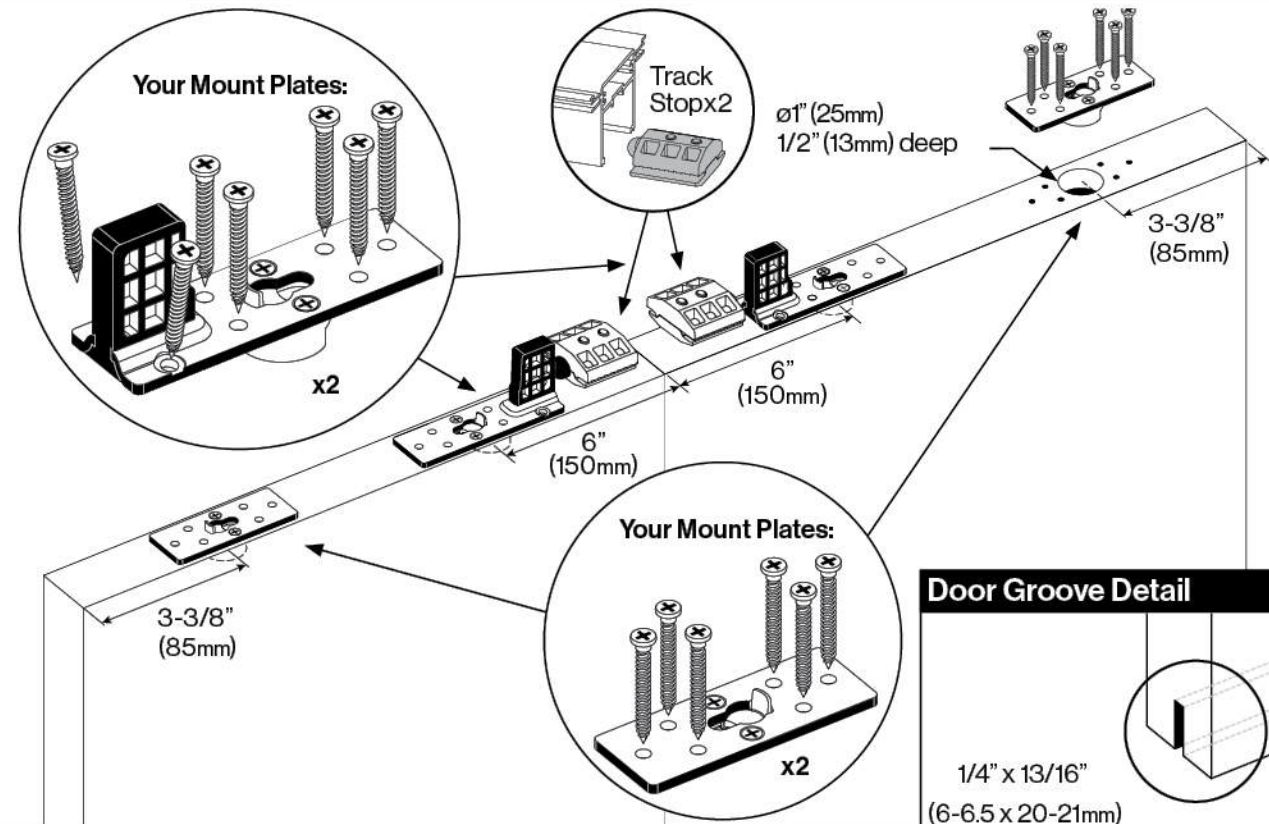 Your Mount Plates:
x2
Track
Stopx2
ø1” (25mm)
1/2” (13mm) deep
3-3/8”
(85mm)
6”
(150mm)
6”
(150mm)
3-3/8”
(85mm)
Your Mount Plates:
x2
Door Groove Detail
1/4” x 13/16”
(6-6.5 x 20-21mm)